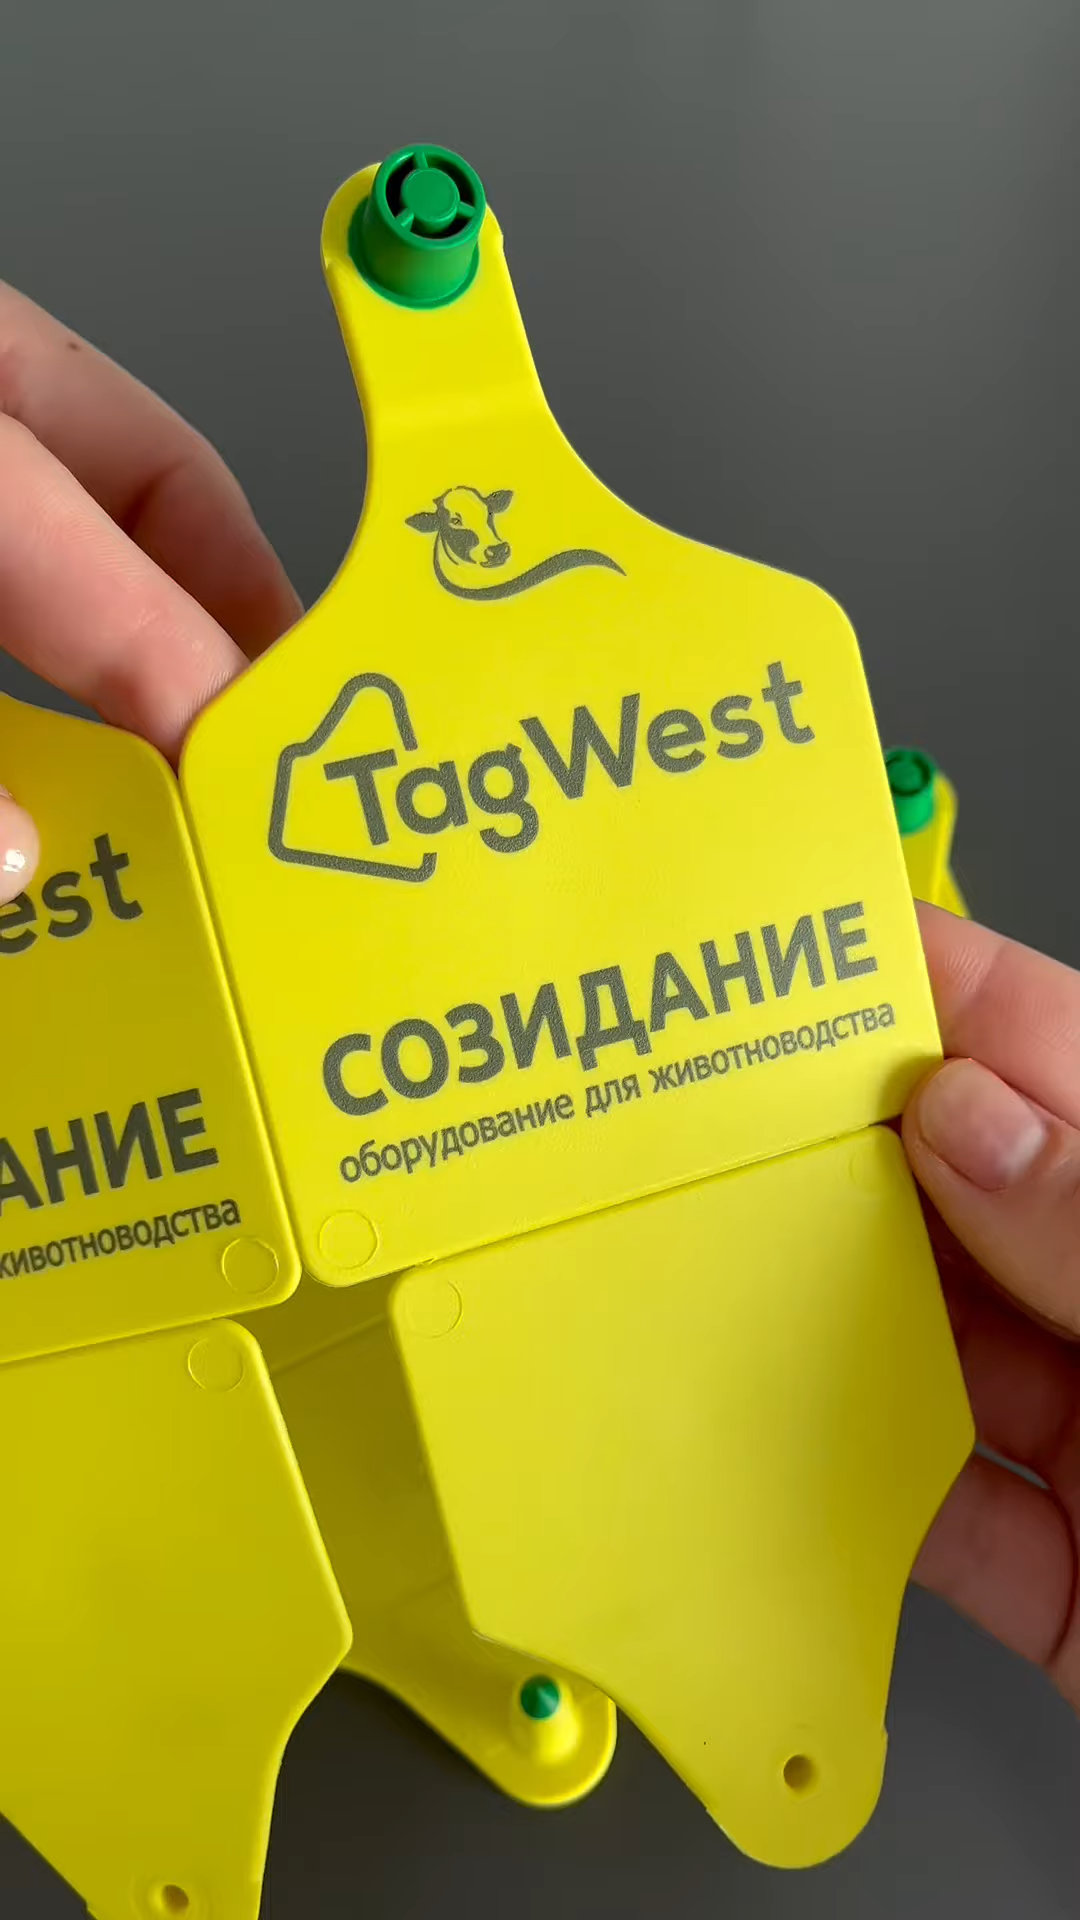 TagWest
СОЗИДАНИЕ
оборудование для животноводства
est
АНИЕ
животноводства